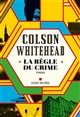 COLSON
WHITEHEAD
LA RÈGLE
DU CRIME
ROMAN
ALBIN MICHEL